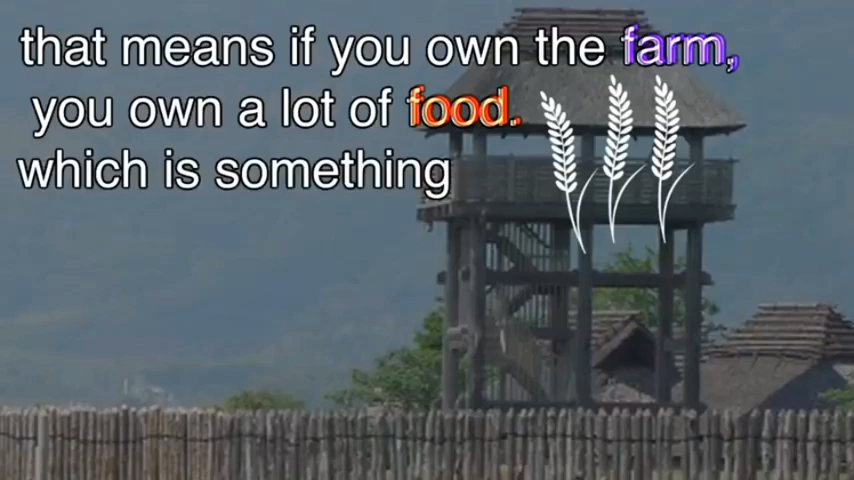 that means if you own the farm,
you own a lot of food.
which is something